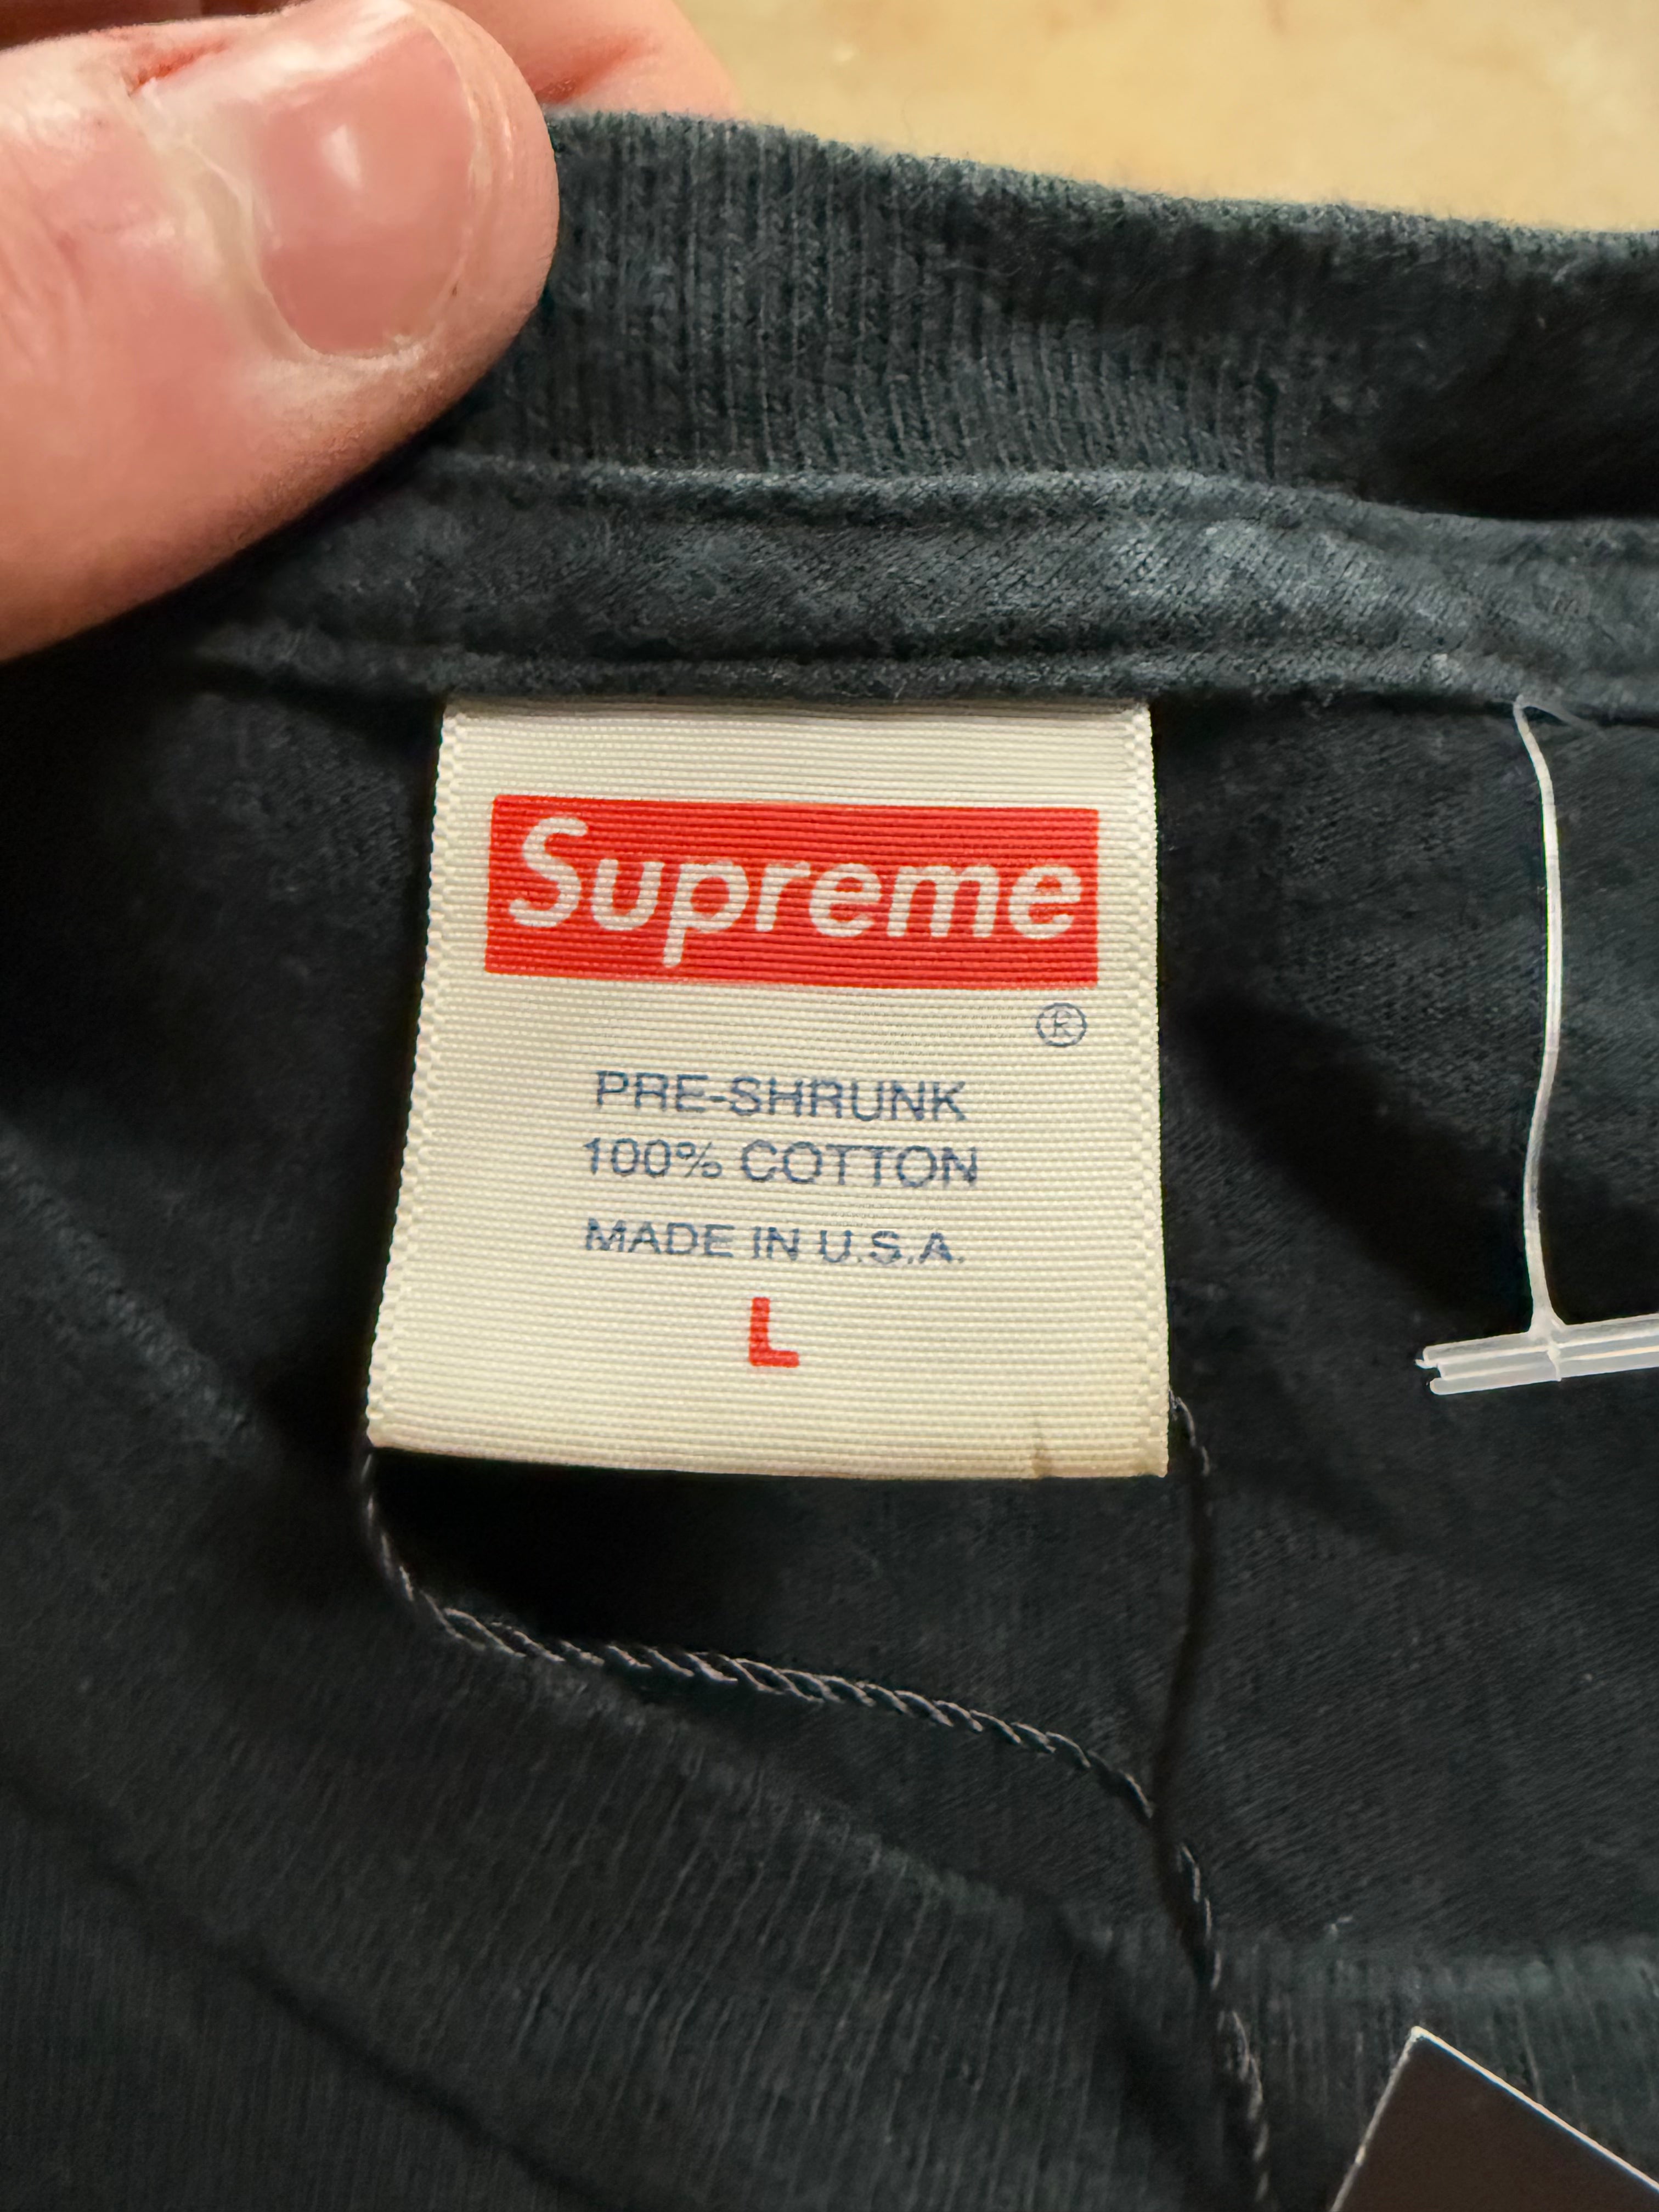 Supreme
®
PRE-SHRUNK
100% COTTON
MADE IN U.S.A.
L